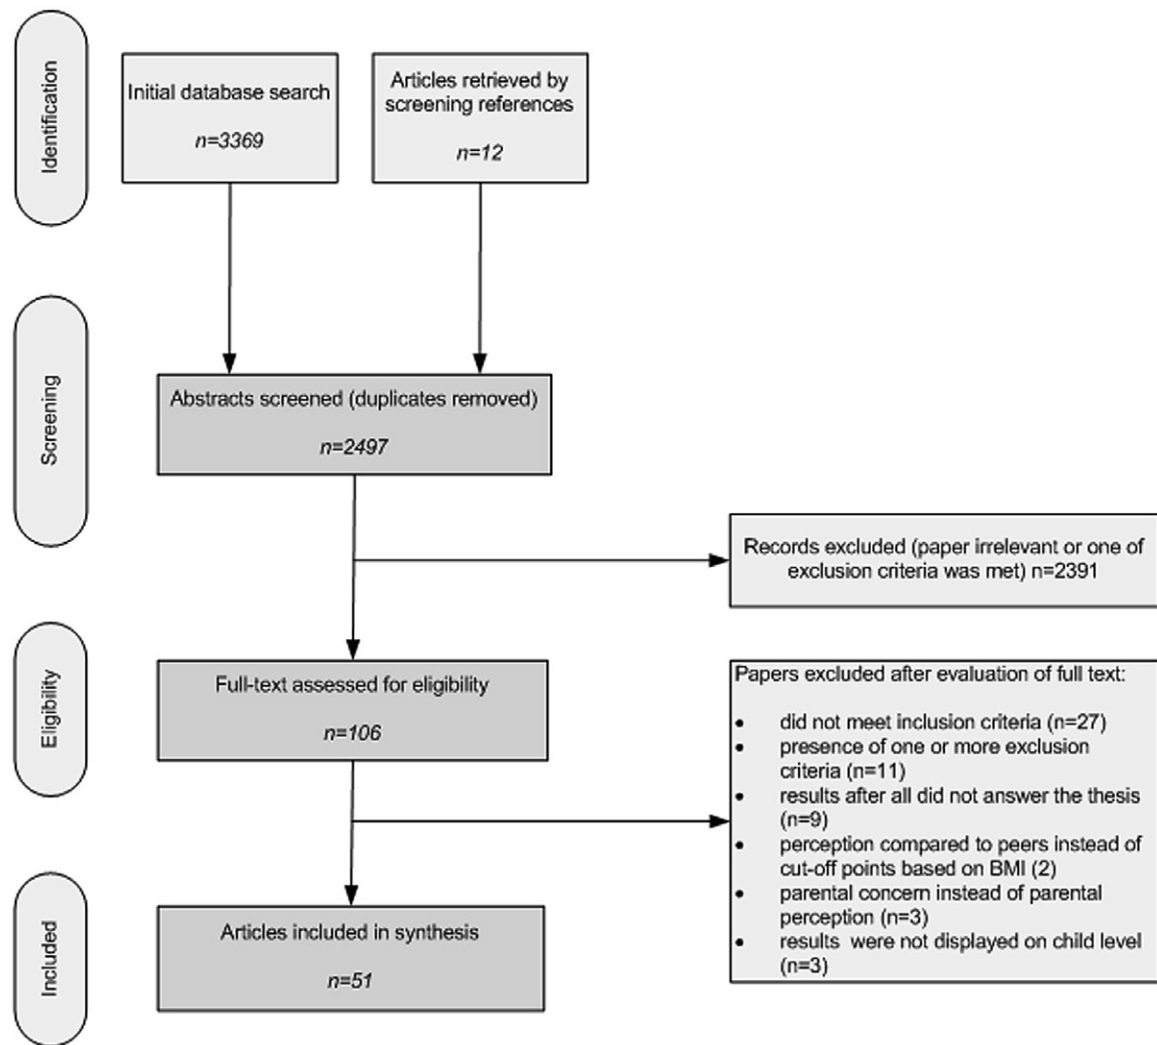 Identification
Initial database search
n=3369
Articles retrieved by
screening references
n=12
Screening
Abstracts screened (duplicates removed)
n=2497
Records excluded (paper irrelevant or one of
exclusion criteria was met) n=2391
Eligibility
Full-text assessed for eligibility
n=106
Papers excluded after evaluation of full text:
• did not meet inclusion criteria (n=27)
• presence of one or more exclusion
criteria (n=11)
• results after all did not answer the thesis
(n=9)
• perception compared to peers instead of
cut-off points based on BMI (2)
• parental concern instead of parental
perception (n=3)
• results were not displayed on child level
(n=3)
Included
Articles included in synthesis
n=51